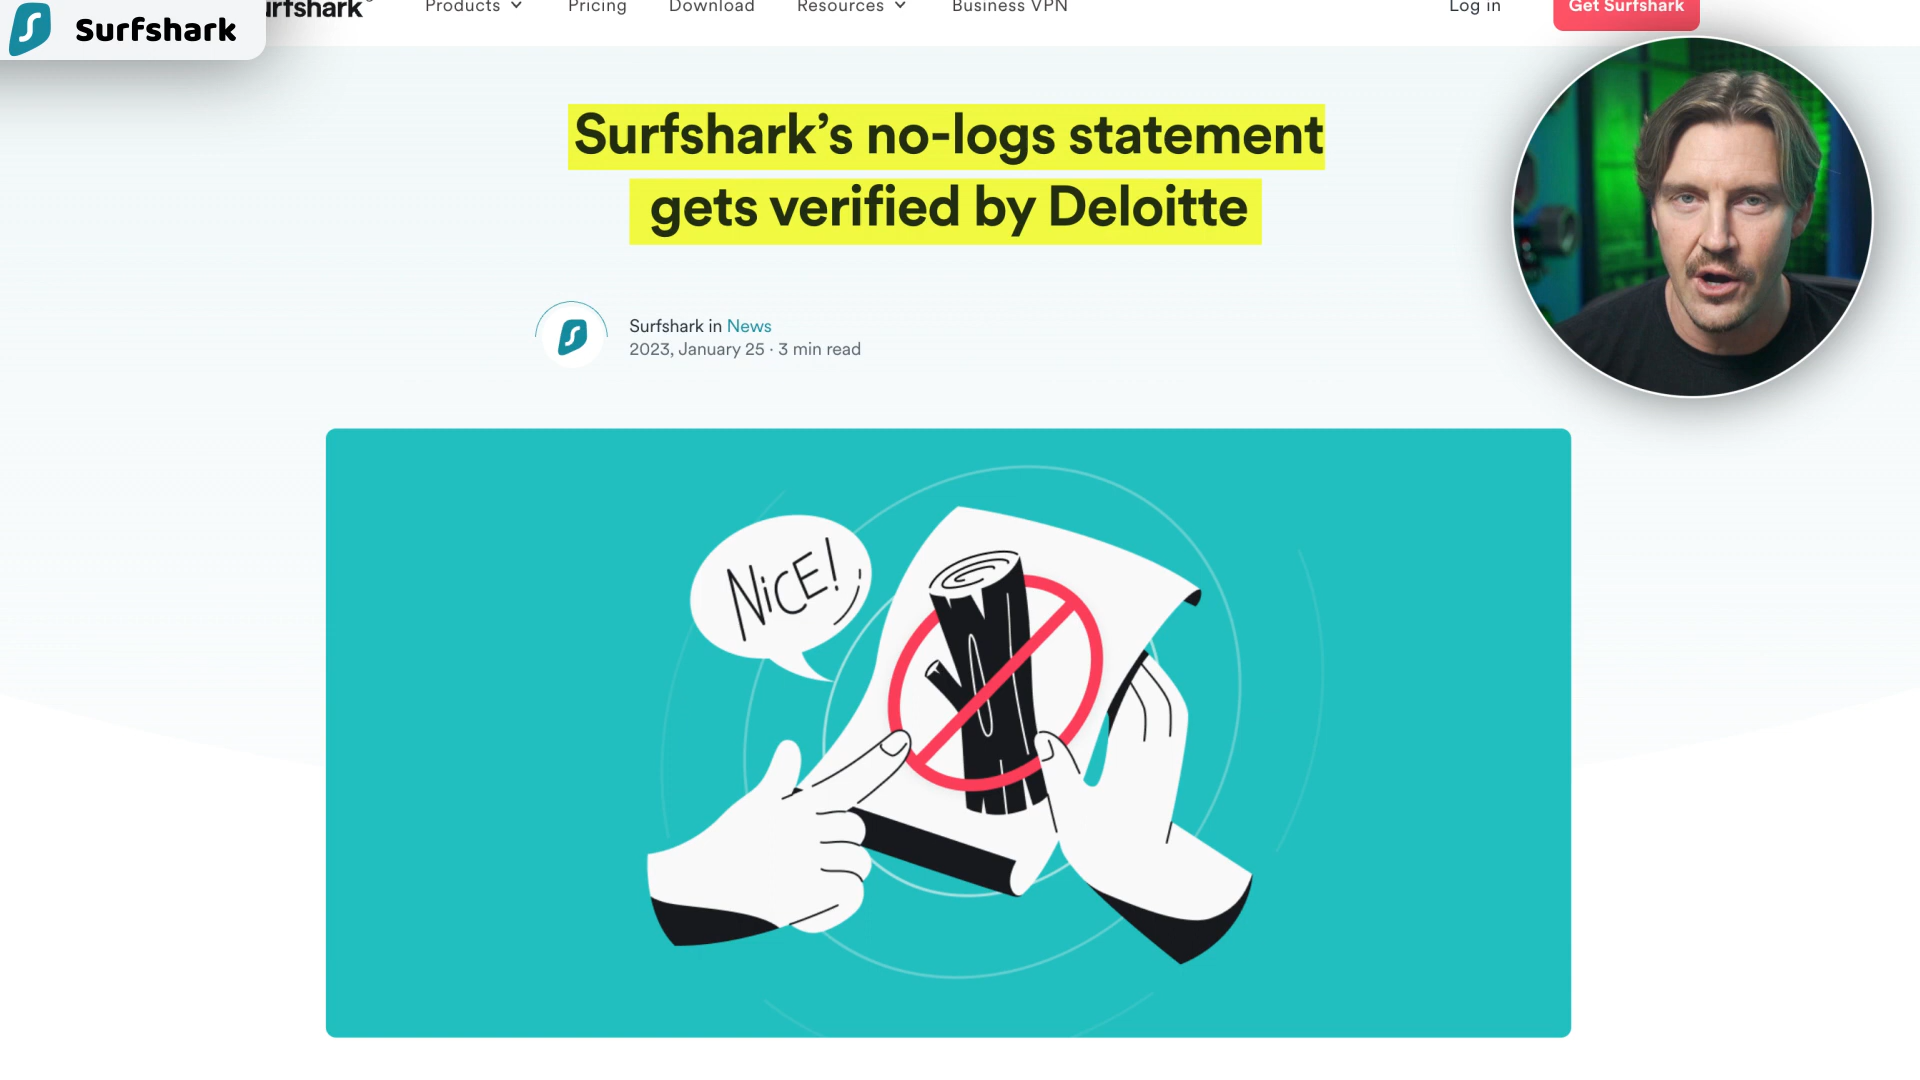 Surfshark
urfshark
Products
Pricing
Download
Resources
Business VPN
Log in
Get Surfshark
Surfshark’s no-logs statement
gets verified by Deloitte
Surfshark in News
2023, January 25 · 3 min read
NiCE!